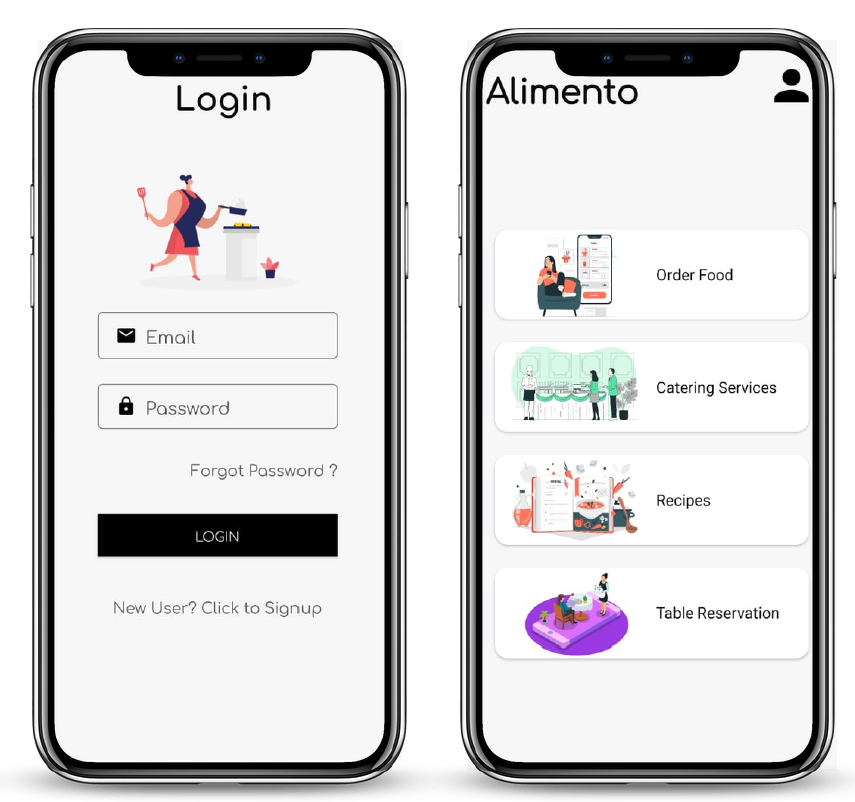 Login
Email
Password
Forgot Password ?
LOGIN
New User? Click to Signup
Alimento
Order Food
Catering Services
Recipes
Table Reservation